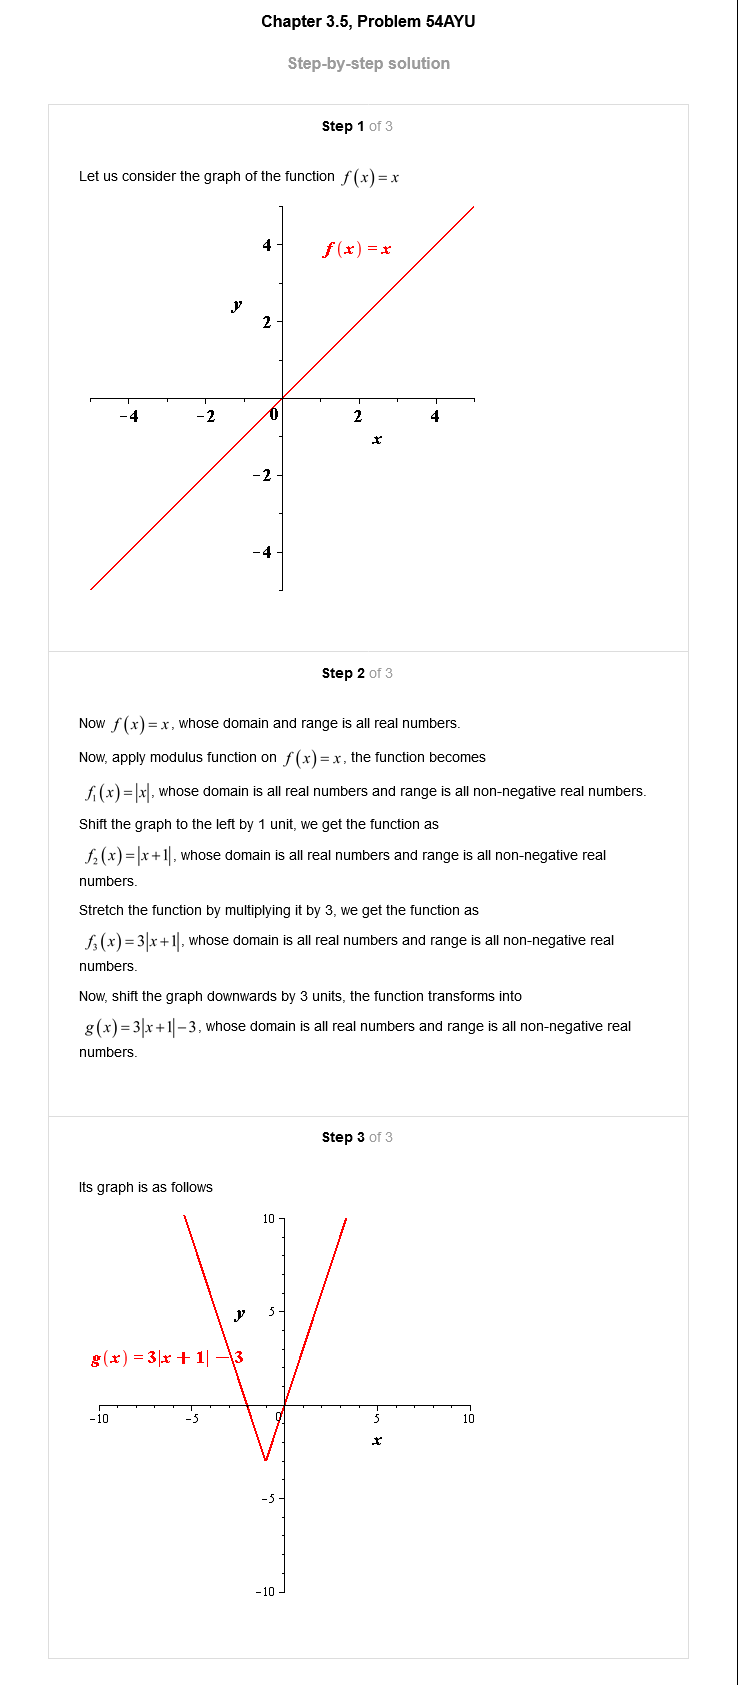 Chapter 3.5, Problem 54AYU
Step-by-step solution
Step 1 of 3
Let us consider the graph of the function f(x)=x
4
f(x)=x
y
2
−4
−2
0
2
4
x
−2
−4
Step 2 of 3
Now f(x)=x, whose domain and range is all real numbers.
Now, apply modulus function on f(x)=x, the function becomes
f₁(x)=|x|, whose domain is all real numbers and range is all non-negative real numbers.
Shift the graph to the left by 1 unit, we get the function as
f₂(x)=|x+1|, whose domain is all real numbers and range is all non-negative real
numbers.
Stretch the function by multiplying it by 3, we get the function as
f₃(x)=3|x+1|, whose domain is all real numbers and range is all non-negative real
numbers.
Now, shift the graph downwards by 3 units, the function transforms into
g(x)=3|x+1|−3, whose domain is all real numbers and range is all non-negative real
numbers.
Step 3 of 3
Its graph is as follows
10
y
5
g(x)=3|x+1|−3
−10
−5
0
5
10
x
−5
−10